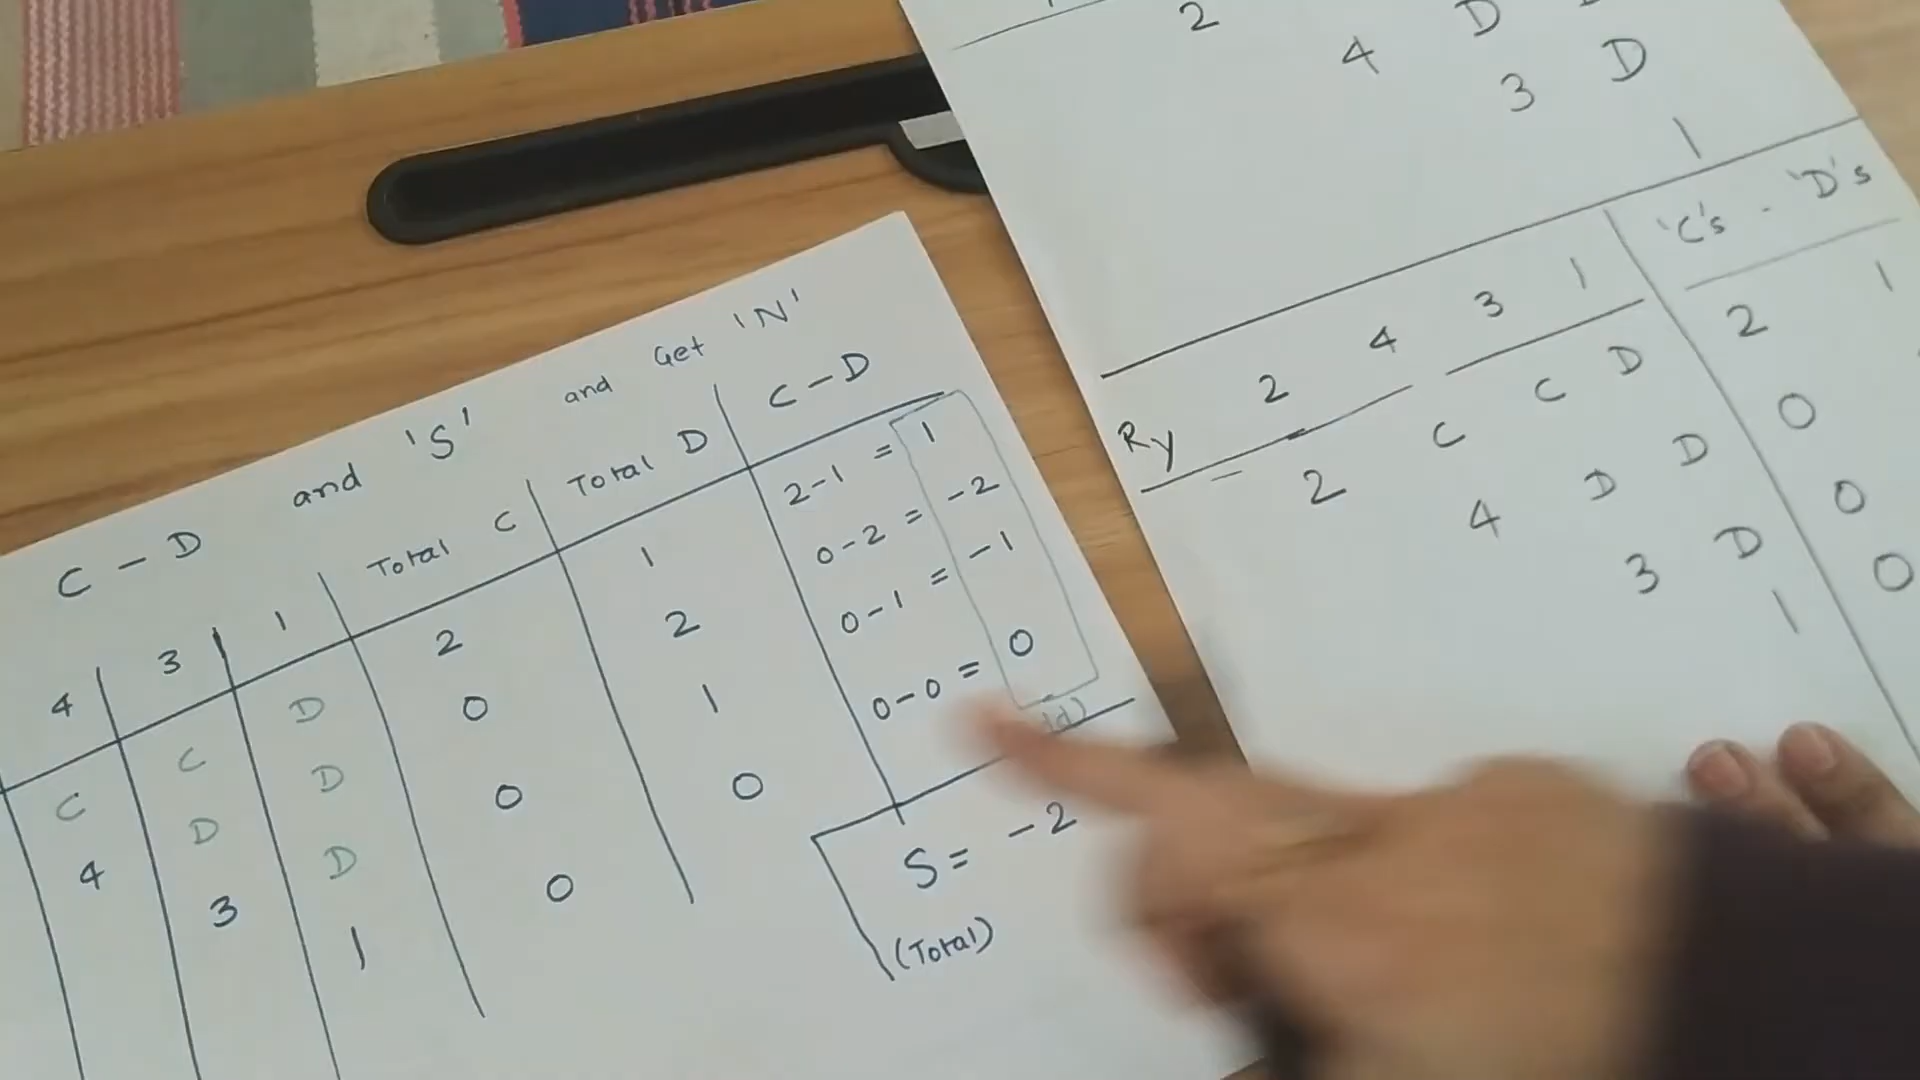 C - D and 'S' and Get 'N'
4 3 1 Total C Total D C - D
C C D 2 1 2-1 = 1
4 D D 0 2 0-2 = -2
3 D 0 1 0-1 = -1
1 0 0 0-0 = 0
S = -2
(Total)
2 4 D
3 D
1
2 4 3 1 'C's - 'D's
Ry
2 C C D 2 1
4 D D 0
3 D 0
1 0